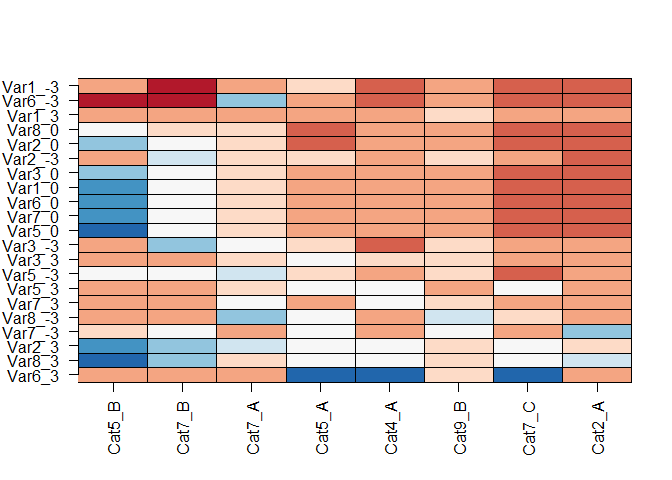 Var1_-3
Var6_-3
Var1_3
Var8_0
Var2_0
Var2_-3
Var3_0
Var1_0
Var6_0
Var7_0
Var5_0
Var3_-3
Var3_3
Var5_-3
Var5_3
Var7_3
Var8_-3
Var7_-3
Var2_3
Var8_3
Var6_3
Cat5_B
Cat7_B
Cat7_A
Cat5_A
Cat4_A
Cat9_B
Cat7_C
Cat2_A